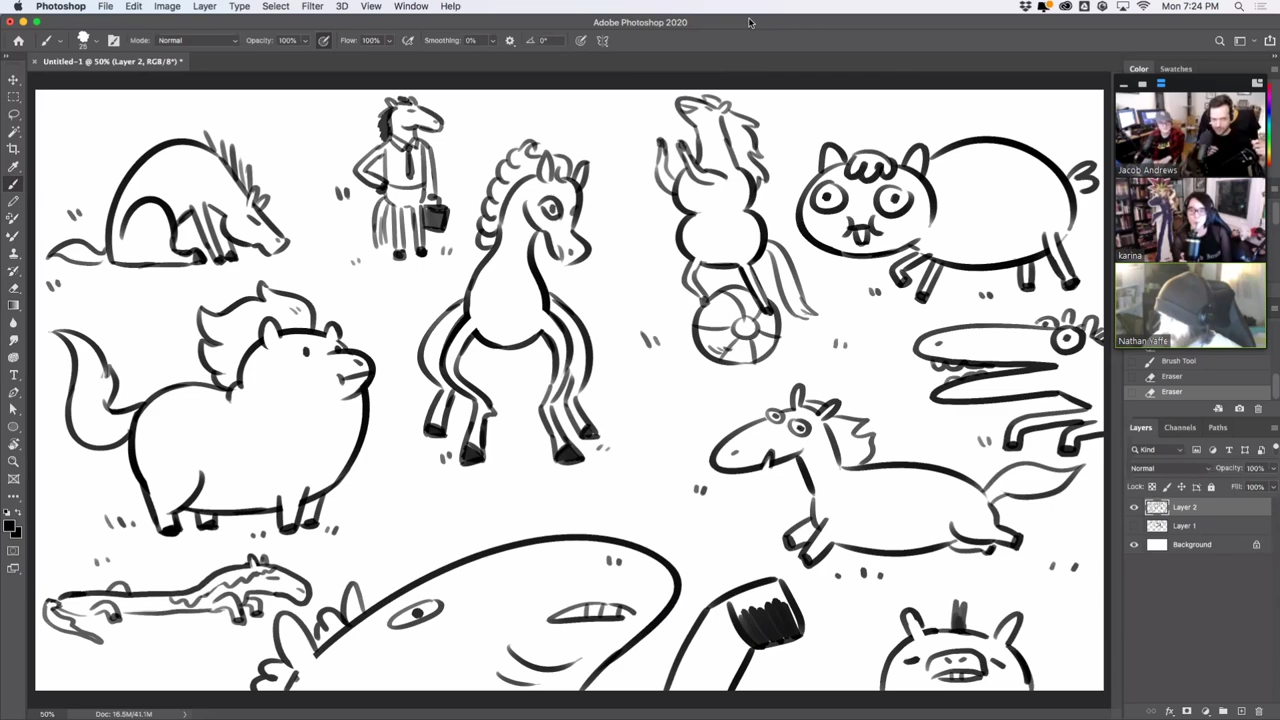 Photoshop File Edit Image Layer Type Select Filter 3D View Window Help Mon 7:24 PM
Adobe Photoshop 2020
25 Mode: Normal Opacity: 100% Flow: 100% Smoothing: 0% 0°
Untitled-1 @ 50% (Layer 2, RGB/8*) *
Color Swatches
Jacob Andrews
karina
Nathan Yaffe
Brush Tool
Eraser
Eraser
Layers Channels Paths
Kind
Normal Opacity: 100%
Lock: Fill: 100%
Layer 2
Layer 1
Background
50% Doc: 16.5M/41.1M